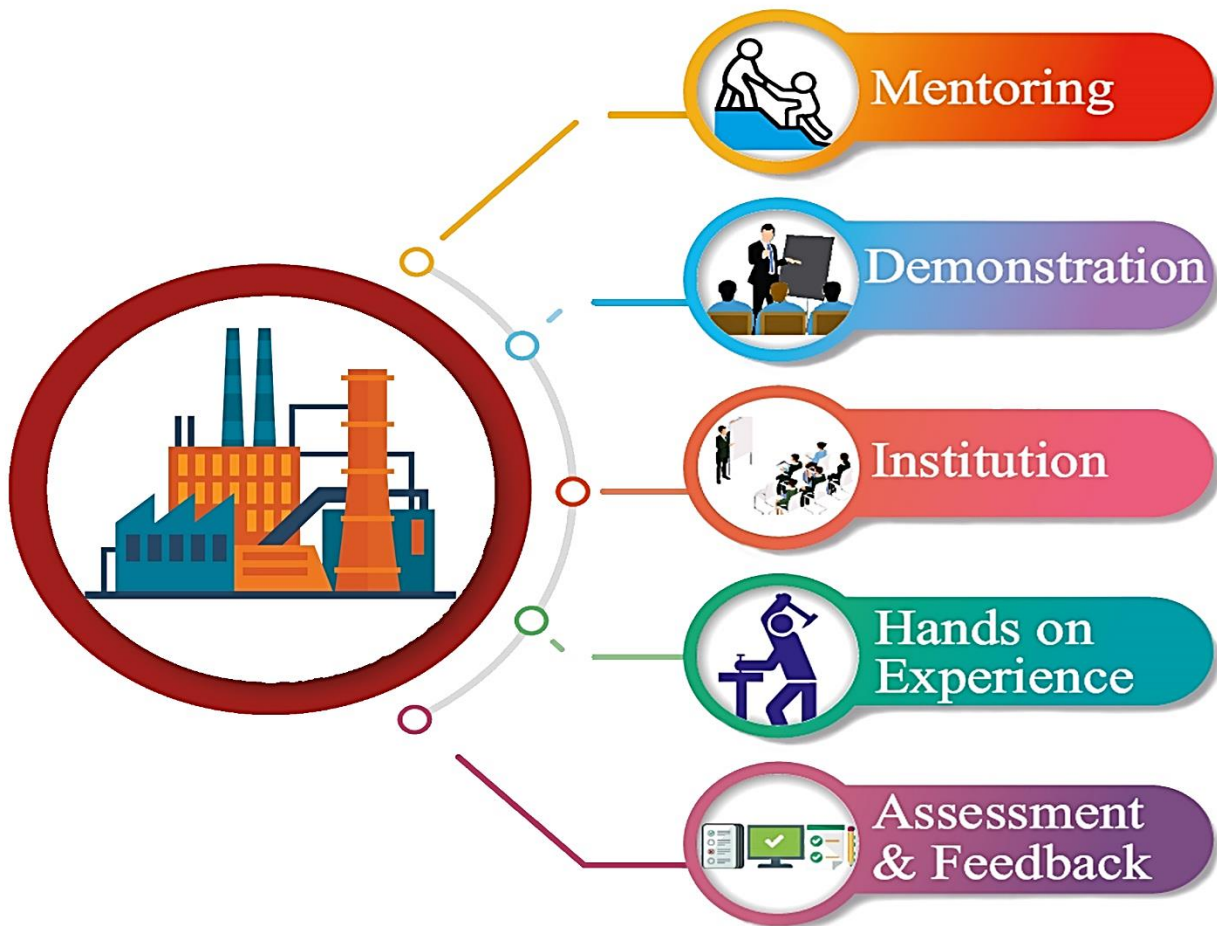 Mentoring
Demonstration
Institution
Hands on
Experience
Assessment
& Feedback